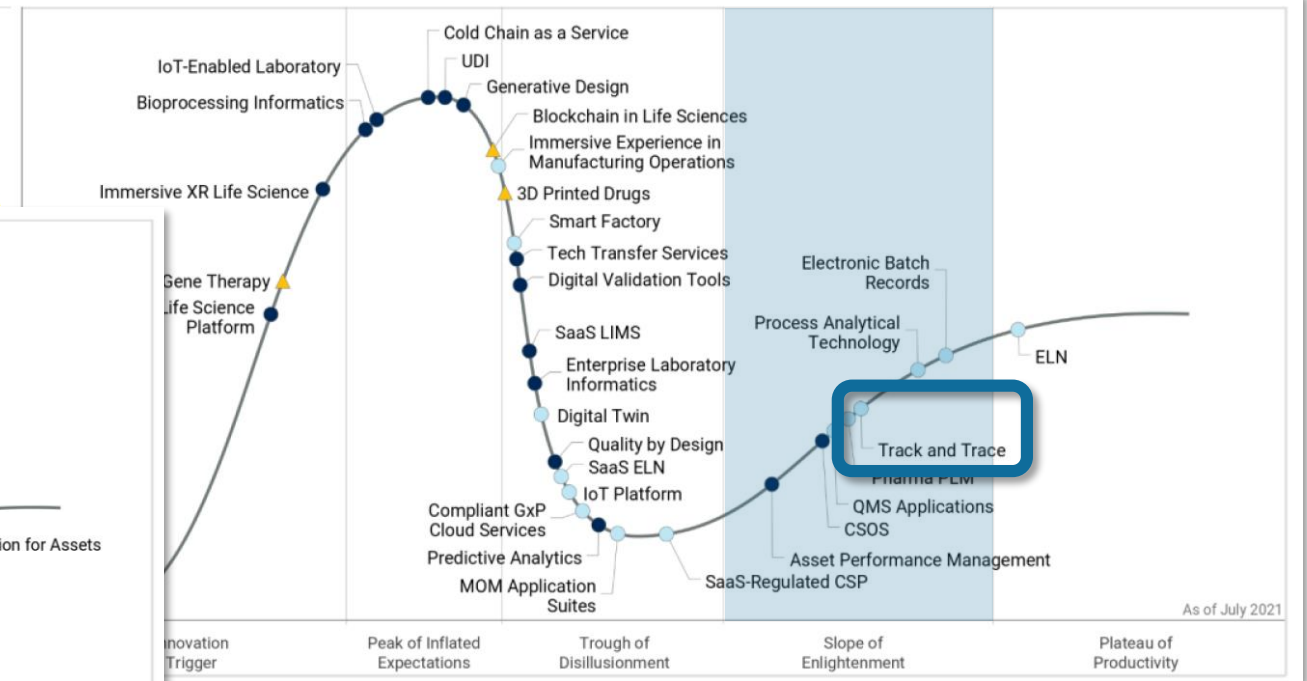 Cold Chain as a Service
UDI
IoT-Enabled Laboratory
Generative Design
Bioprocessing Informatics
Blockchain in Life Sciences
Immersive Experience in
Manufacturing Operations
Immersive XR Life Science
3D Printed Drugs
Smart Factory
Tech Transfer Services
Gene Therapy
Digital Validation Tools
Life Science
Platform
SaaS LIMS
Enterprise Laboratory
Informatics
Digital Twin
Quality by Design
SaaS ELN
IoT Platform
Compliant GxP
Cloud Services
Predictive Analytics
MOM Application
Suites
SaaS-Regulated CSP
Asset Performance Management
CSOS
QMS Applications
Pharma PLM
Track and Trace
Process Analytical
Technology
Electronic Batch
Records
ELN
for Assets
As of July 2021
Trigger
Peak of Inflated
Expectations
Trough of
Disillusionment
Slope of
Enlightenment
Plateau of
Productivity